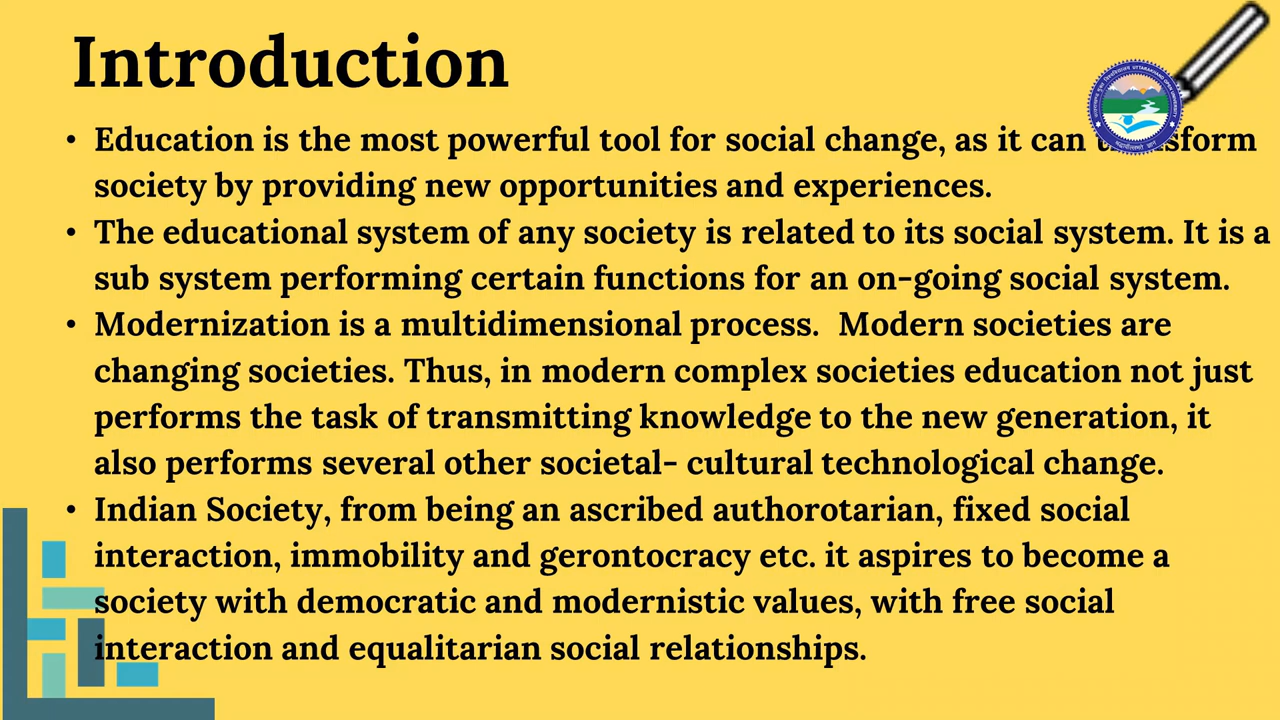 Introduction
• Education is the most powerful tool for social change, as it can transform
society by providing new opportunities and experiences.
• The educational system of any society is related to its social system. It is a
sub system performing certain functions for an on-going social system.
• Modernization is a multidimensional process.  Modern societies are
changing societies. Thus, in modern complex societies education not just
performs the task of transmitting knowledge to the new generation, it
also performs several other societal- cultural technological change.
• Indian Society, from being an ascribed authorotarian, fixed social
interaction, immobility and gerontocracy etc. it aspires to become a
society with democratic and modernistic values, with free social
interaction and equalitarian social relationships.
UTTARAKHAND OPEN UNIVERSITY